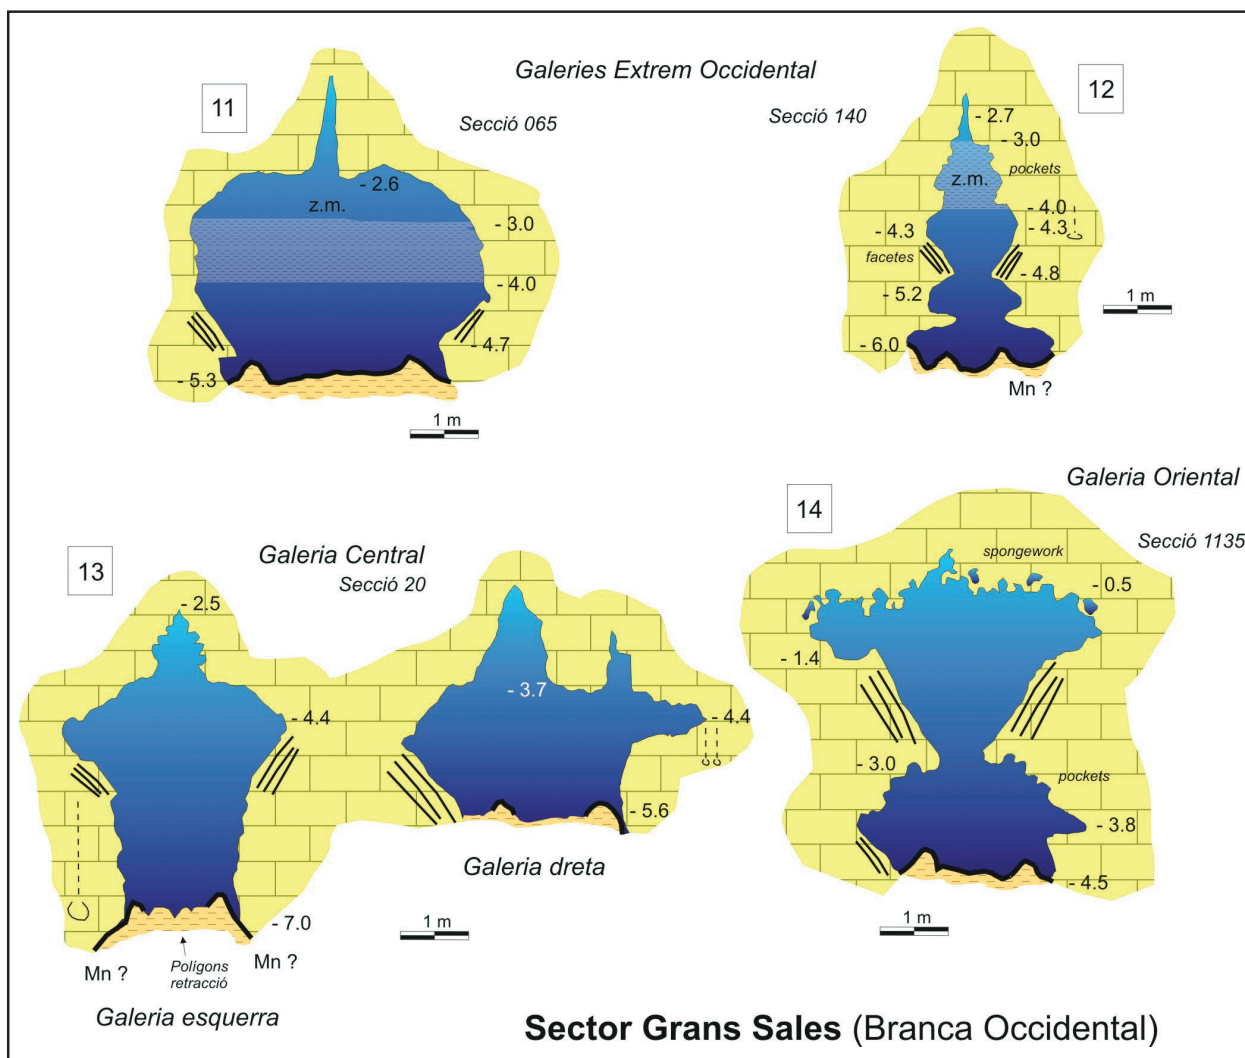 Galeries Extrem Occidental
11
Secció 065
- 2.6
z.m.
- 3.0
- 4.0
- 4.7
- 5.3
1 m
12
Secció 140
- 2.7
- 3.0
pockets
z.m.
- 4.0
- 4.3
- 4.3
facetes
- 4.8
- 5.2
- 6.0
Mn ?
1 m
13
Galeria Central
Secció 20
- 2.5
- 4.4
- 7.0
Mn ?
Mn ?
Polígons
retracció
Galeria esquerra
- 3.7
- 4.4
- 5.6
Galeria dreta
1 m
14
Galeria Oriental
Secció 1135
spongework
- 0.5
- 1.4
- 3.0
pockets
- 3.8
- 4.5
1 m
Sector Grans Sales (Branca Occidental)